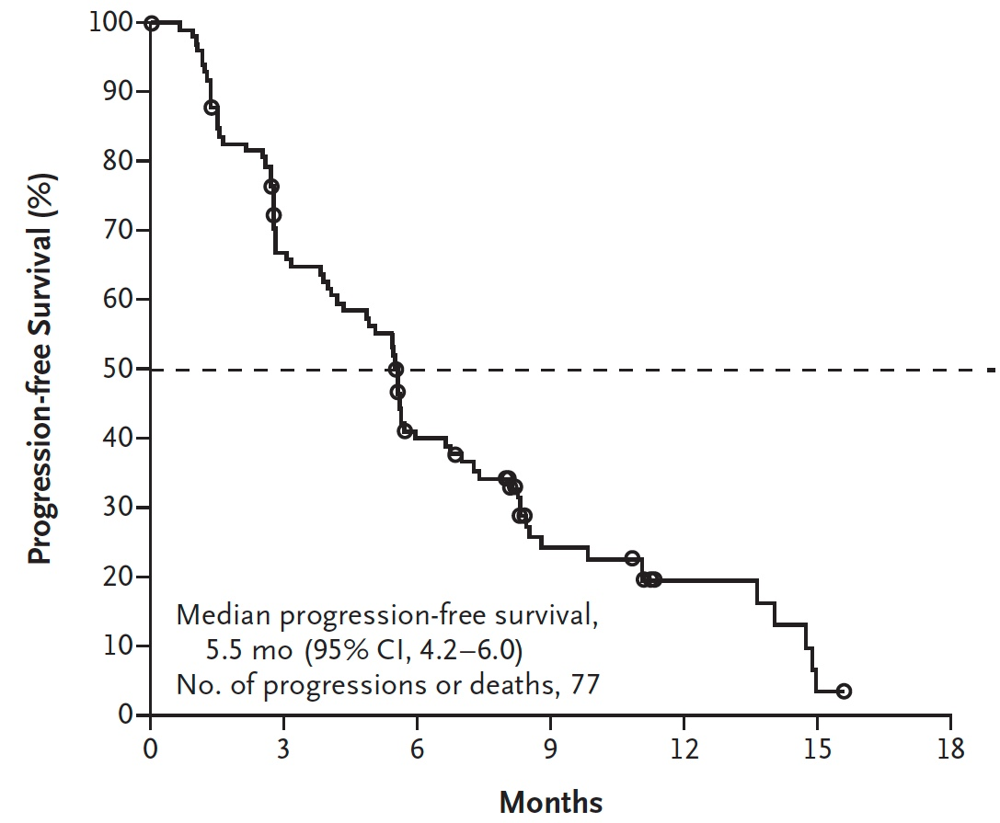 Progression-free Survival (%)
100
90
80
70
60
50
40
30
20
10
0
Median progression-free survival,
5.5 mo (95% CI, 4.2–6.0)
No. of progressions or deaths, 77
0 3 6 9 12 15 18
Months